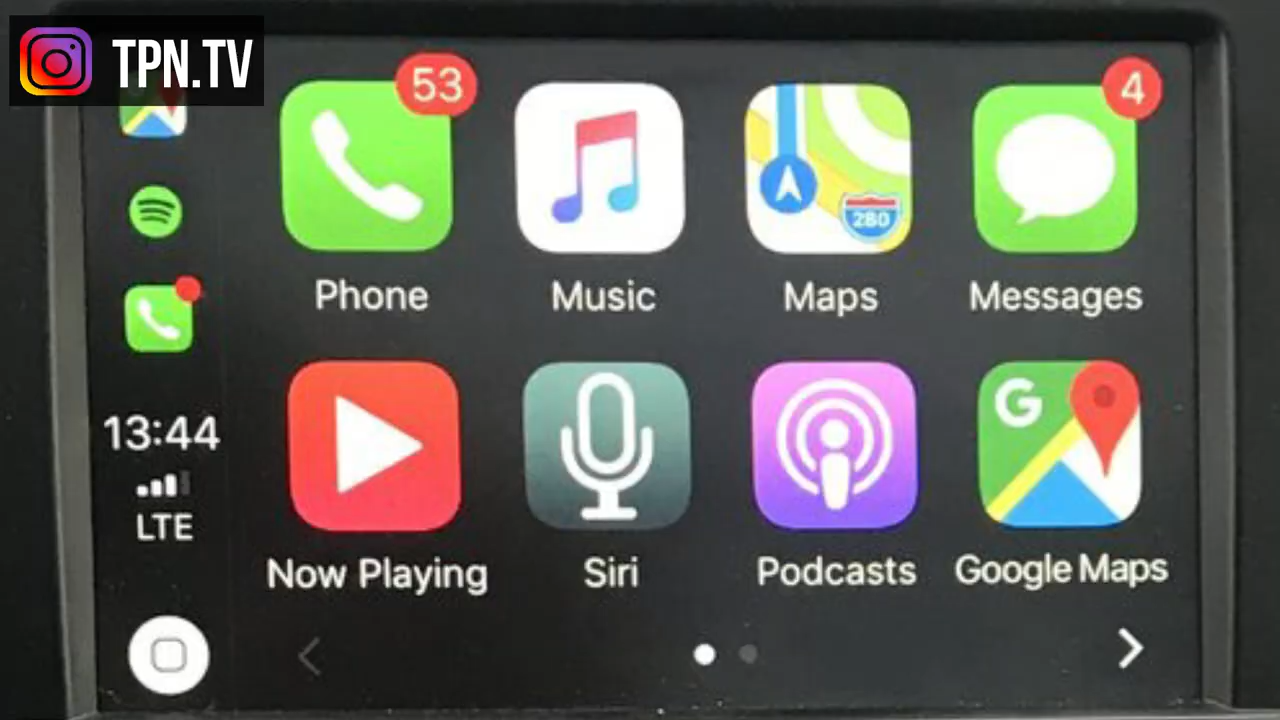 TPN.TV
53
4
280
Phone
Music
Maps
Messages
13:44
LTE
G
Now Playing
Siri
Podcasts
Google Maps